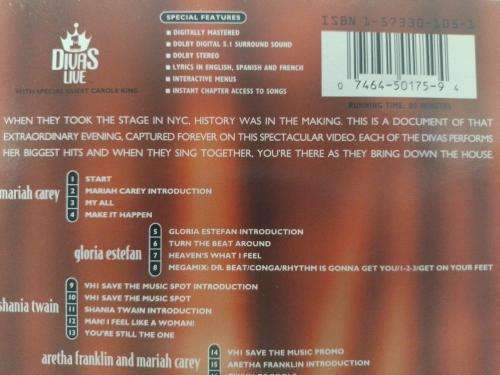 DIVAS
LIVE
WITH SPECIAL GUEST CAROLE KING
SPECIAL FEATURES
DIGITALLY MASTERED
DOLBY DIGITAL 5.1 SURROUND SOUND
DOLBY STEREO
LYRICS IN ENGLISH, SPANISH AND FRENCH
INTERACTIVE MENUS
INSTANT CHAPTER ACCESS TO SONGS
ISBN 1-57330-105-1
0 7464-50175-9 4
RUNNING TIME: 80 MINUTES
WHEN THEY TOOK THE STAGE IN NYC, HISTORY WAS IN THE MAKING. THIS IS A DOCUMENT OF THAT
EXTRAORDINARY EVENING, CAPTURED FOREVER ON THIS SPECTACULAR VIDEO. EACH OF THE DIVAS PERFORMS
HER BIGGEST HITS AND WHEN THEY SING TOGETHER, YOU'RE THERE AS THEY BRING DOWN THE HOUSE.
mariah carey
1 START
2 MARIAH CAREY INTRODUCTION
3 MY ALL
4 MAKE IT HAPPEN
gloria estefan
5 GLORIA ESTEFAN INTRODUCTION
6 TURN THE BEAT AROUND
7 HEAVEN'S WHAT I FEEL
8 MEGAMIX: DR. BEAT/CONGA/RHYTHM IS GONNA GET YOU/1-2-3/GET ON YOUR FEET
shania twain
9 VH1 SAVE THE MUSIC SPOT INTRODUCTION
10 VH1 SAVE THE MUSIC SPOT
11 SHANIA TWAIN INTRODUCTION
12 MAN! I FEEL LIKE A WOMAN!
13 YOU'RE STILL THE ONE
aretha franklin and mariah carey
14 VH1 SAVE THE MUSIC PROMO
15 ARETHA FRANKLIN INTRODUCTION